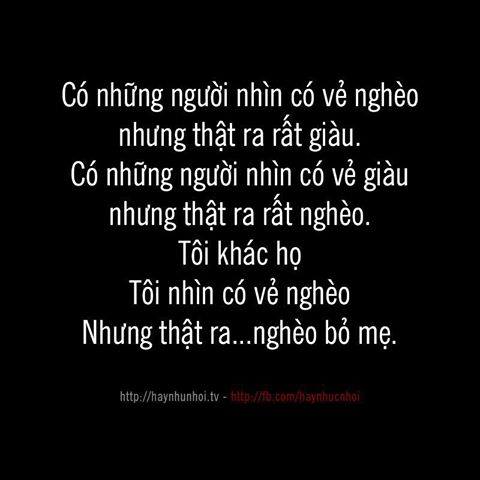 Có những người nhìn có vẻ nghèo
nhưng thật ra rất giàu.
Có những người nhìn có vẻ giàu
nhưng thật ra rất nghèo.
Tôi khác họ
Tôi nhìn có vẻ nghèo
Nhưng thật ra...nghèo bỏ mẹ.
http://haynhunhoi.tv - http://fb.com/haynhucnhoi